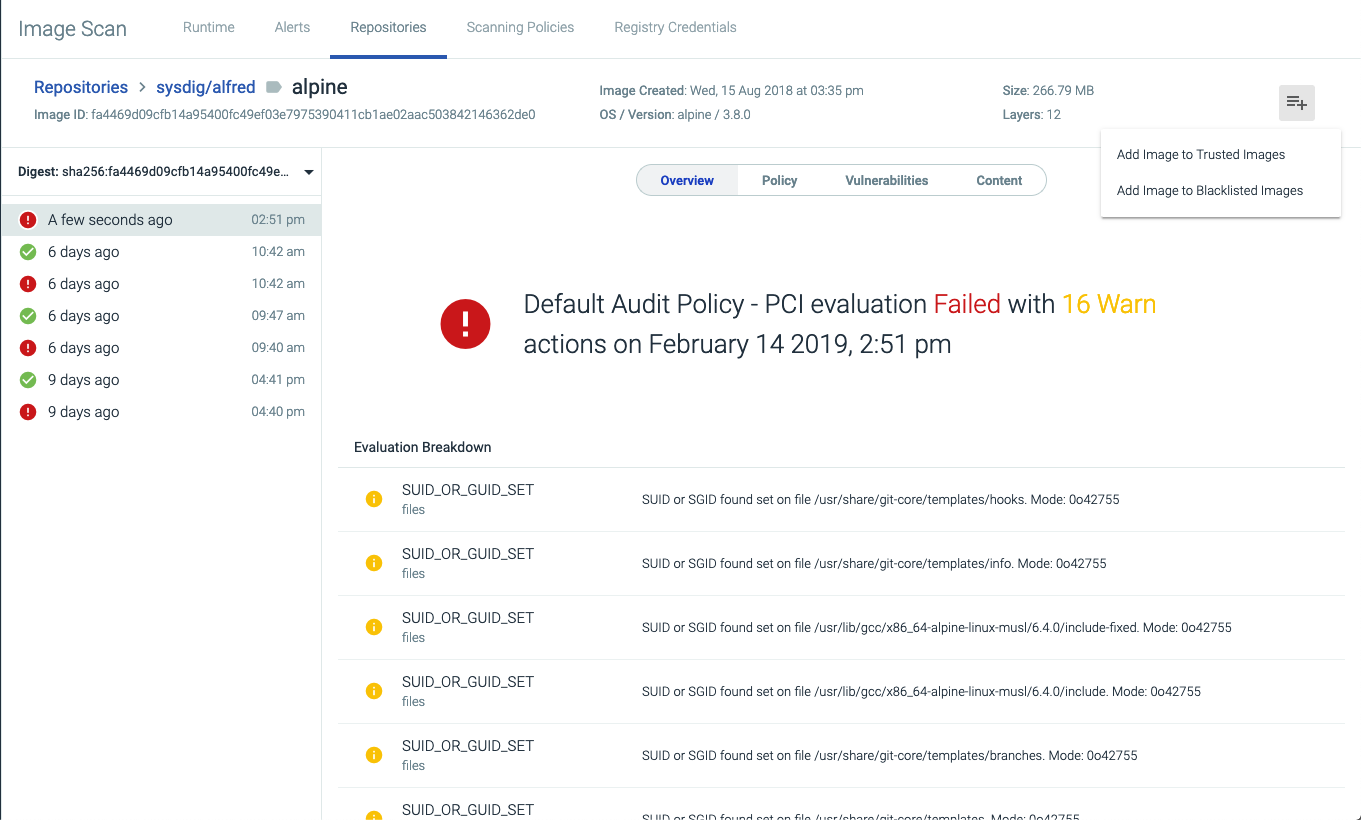 Image Scan
Runtime
Alerts
Repositories
Scanning Policies
Registry Credentials
Repositories > sysdig/alfred alpine
Image ID: fa4469d09cfb14a95400fc49ef03e7975390411cb1ae02aac503842146362de0
Image Created: Wed, 15 Aug 2018 at 03:35 pm
OS / Version: alpine / 3.8.0
Size: 266.79 MB
Layers: 12
Add Image to Trusted Images
Add Image to Blacklisted Images
Digest: sha256:fa4469d09cfb14a95400fc49e...
A few seconds ago 02:51 pm
6 days ago 10:42 am
6 days ago 10:42 am
6 days ago 09:47 am
6 days ago 09:40 am
9 days ago 04:41 pm
9 days ago 04:40 pm
Overview
Policy
Vulnerabilities
Content
Default Audit Policy - PCI evaluation Failed with 16 Warn
actions on February 14 2019, 2:51 pm
Evaluation Breakdown
SUID_OR_GUID_SET
files
SUID or SGID found set on file /usr/share/git-core/templates/hooks. Mode: 0o42755
SUID_OR_GUID_SET
files
SUID or SGID found set on file /usr/share/git-core/templates/info. Mode: 0o42755
SUID_OR_GUID_SET
files
SUID or SGID found set on file /usr/lib/gcc/x86_64-alpine-linux-musl/6.4.0/include-fixed. Mode: 0o42755
SUID_OR_GUID_SET
files
SUID or SGID found set on file /usr/lib/gcc/x86_64-alpine-linux-musl/6.4.0/include. Mode: 0o42755
SUID_OR_GUID_SET
files
SUID or SGID found set on file /usr/share/git-core/templates/branches. Mode: 0o42755
SUID_OR_GUID_SET
SUID or SGID found set on file /usr/share/git-core/templates. Mode: 0o42755